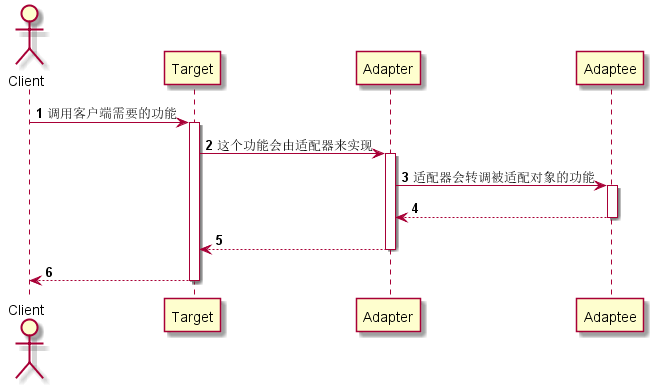 Client
Target
Adapter
Adaptee
1 调用客户端需要的功能
2 这个功能会由适配器来实现
3 适配器会转调被适配对象的功能
4
5
6
Client
Target
Adapter
Adaptee